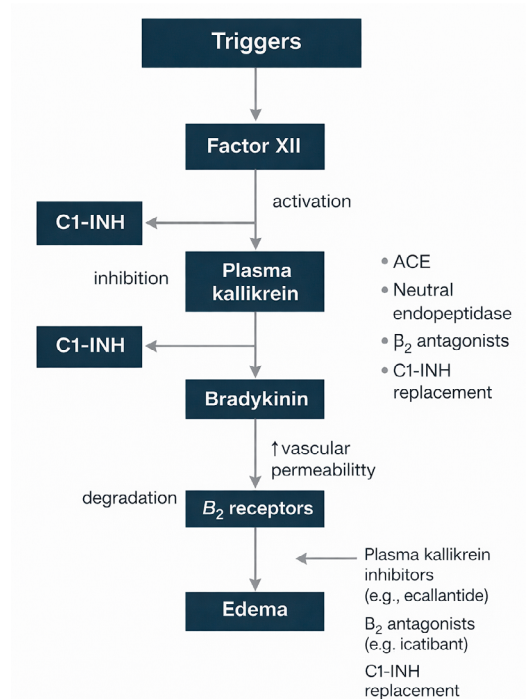 Triggers
Factor XII
activation
C1-INH
inhibition
Plasma
kallikrein
• ACE
• Neutral
endopeptidase
• β₂ antagonists
• C1-INH
replacement
C1-INH
Bradykinin
↑ vascular
permeabilitty
degradation
B₂ receptors
Plasma kallikrein
inhibitors
(e.g., ecallantide)
Edema
B₂ antagonists
(e.g. icatibant)
C1-INH
replacement